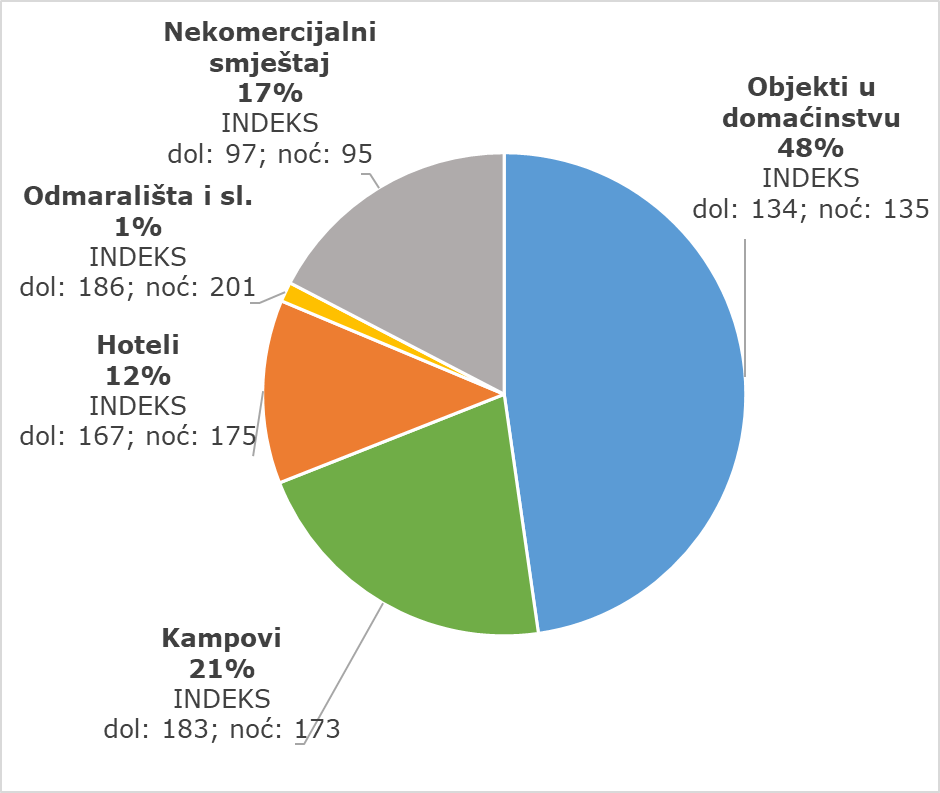 Nekomercijalni
smještaj
17%
INDEKS
dol: 97; noć: 95
Objekti u
domaćinstvu
48%
INDEKS
dol: 134; noć: 135
Odmarališta i sl.
1%
INDEKS
dol: 186; noć: 201
Hoteli
12%
INDEKS
dol: 167; noć: 175
Kampovi
21%
INDEKS
dol: 183; noć: 173